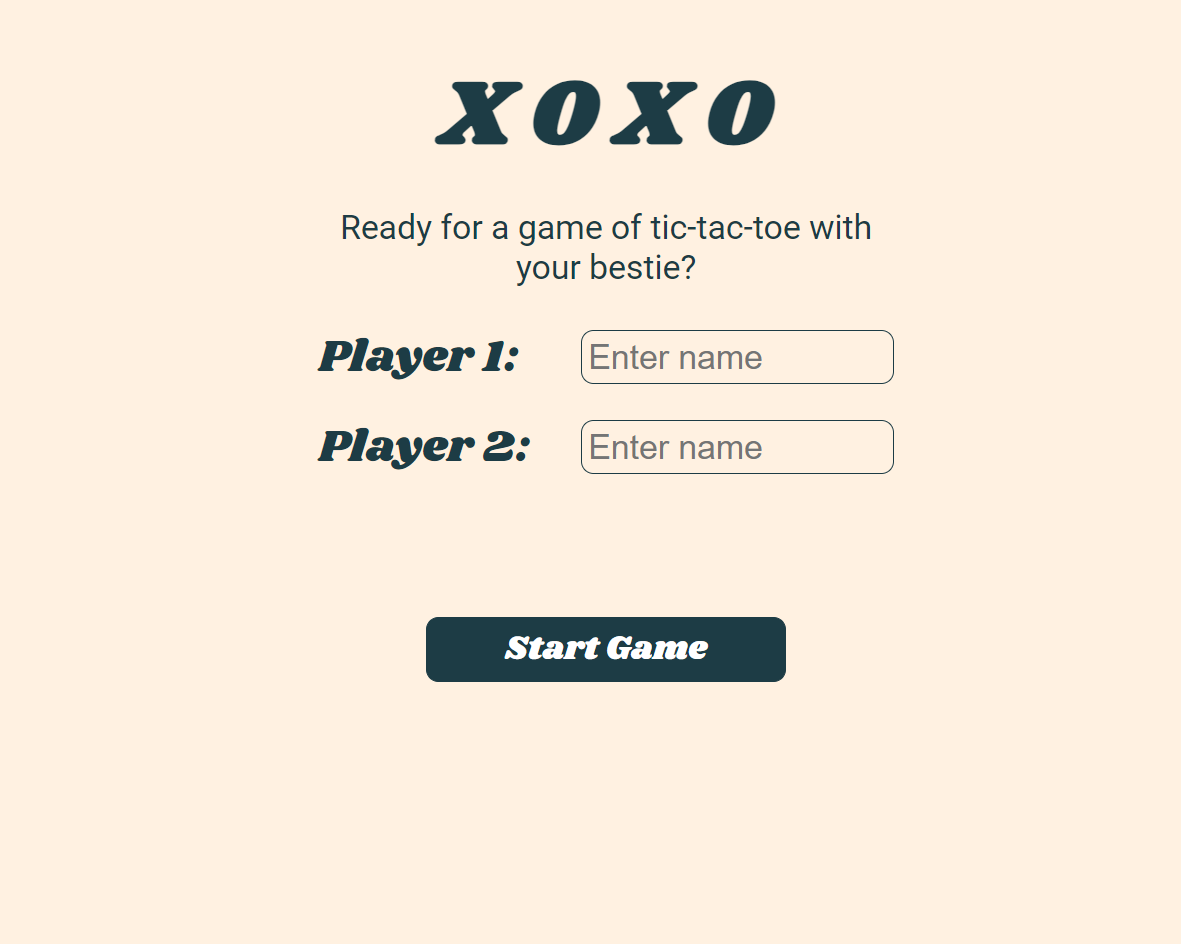 XOXO
Ready for a game of tic-tac-toe with
your bestie?
Player 1: Enter name
Player 2: Enter name
Start Game